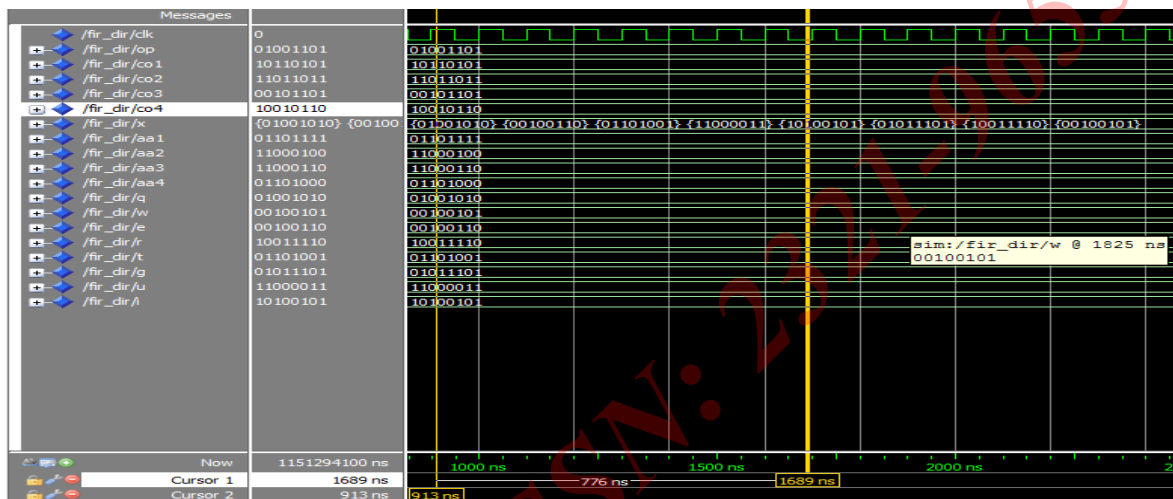 Messages
/fir_dir/clk 0
/fir_dir/op 01001101 01001101
/fir_dir/co1 10110101 10110101
/fir_dir/co2 11011011 11011011
/fir_dir/co3 00101101 00101101
/fir_dir/co4 10010110 10010110
/fir_dir/x {01001010} {00100 {01001010} {00100110} {01101001} {11000011} {10100101} {01011101} {10011110} {00100101}
/fir_dir/aa1 01101111 01101111
/fir_dir/aa2 11000100 11000100
/fir_dir/aa3 11000110 11000110
/fir_dir/aa4 01101000 01101000
/fir_dir/q 01001010 01001010
/fir_dir/w 00100101 00100101
/fir_dir/e 00100110 00100110
/fir_dir/r 10011110 10011110
sim:/fir_dir/w @ 1825 ns
00100101
/fir_dir/t 01101001 01101001
/fir_dir/g 01011101 01011101
/fir_dir/u 11000011 11000011
/fir_dir/i 10100101 10100101
ISSN: 2321-965
Now 1151294100 ns 1000 ns 1500 ns 2000 ns 2
Cursor 1 1689 ns 776 ns 1689 ns
Cursor 2 913 ns 913 ns